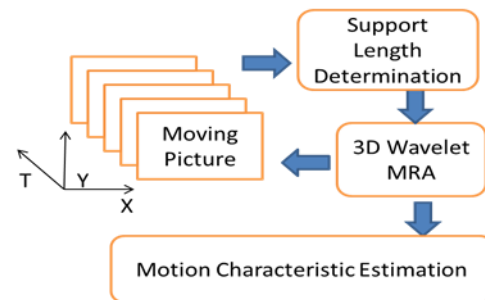 Support
Length
Determination
Moving
Picture
3D Wavelet
MRA
T
Y
X
Motion Characteristic Estimation